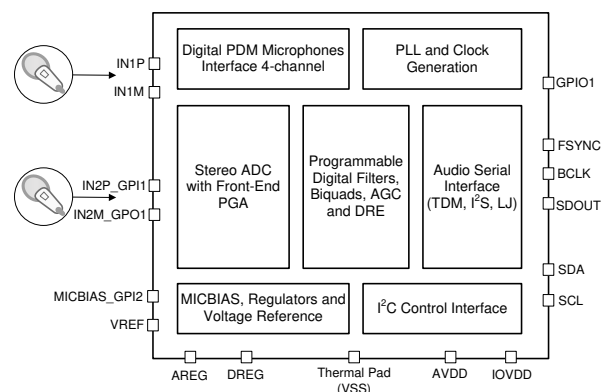 Digital PDM Microphones
Interface 4-channel
PLL and Clock
Generation
IN1P
IN1M
GPIO1
Stereo ADC
with Front-End
PGA
Programmable
Digital Filters,
Biquads, AGC
and DRE
Audio Serial
Interface
(TDM, I²S, LJ)
IN2P_GPI1
IN2M_GPO1
FSYNC
BCLK
SDOUT
SDA
SCL
MICBIAS_GPI2
VREF
MICBIAS, Regulators and
Voltage Reference
I²C Control Interface
AREG
DREG
Thermal Pad
(VSS)
AVDD
IOVDD